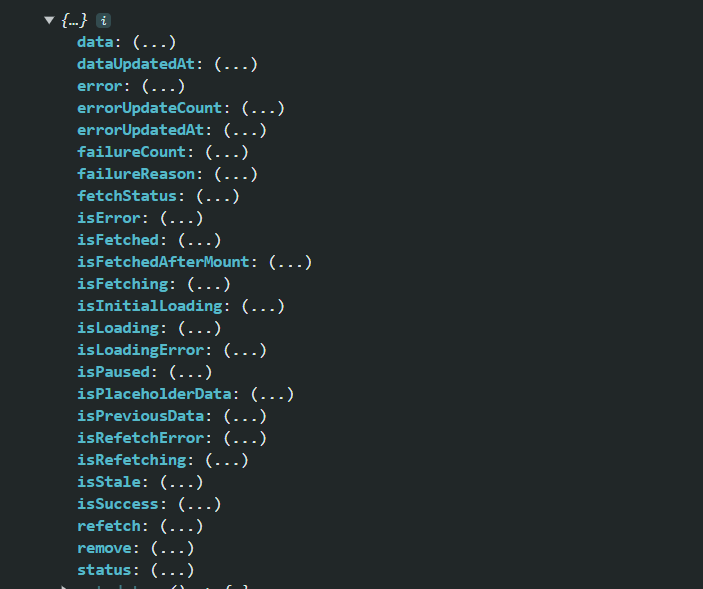 ▼ {…} i
data: (...)
dataUpdatedAt: (...)
error: (...)
errorUpdateCount: (...)
errorUpdatedAt: (...)
failureCount: (...)
failureReason: (...)
fetchStatus: (...)
isError: (...)
isFetched: (...)
isFetchedAfterMount: (...)
isFetching: (...)
isInitialLoading: (...)
isLoading: (...)
isLoadingError: (...)
isPaused: (...)
isPlaceholderData: (...)
isPreviousData: (...)
isRefetchError: (...)
isRefetching: (...)
isStale: (...)
isSuccess: (...)
refetch: (...)
remove: (...)
status: (...)